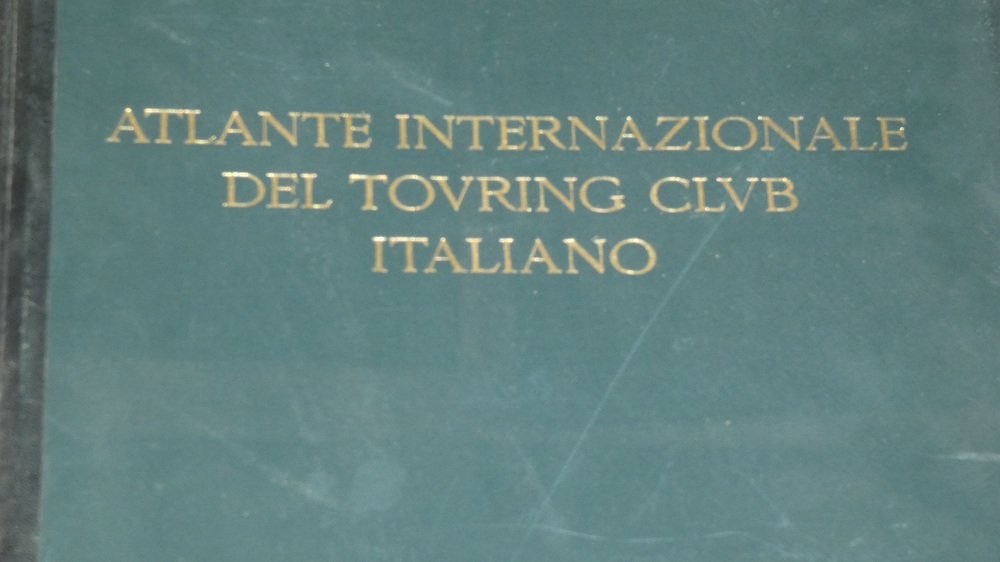 ATLANTE INTERNAZIONALE
DEL TOVRING CLVB
ITALIANO